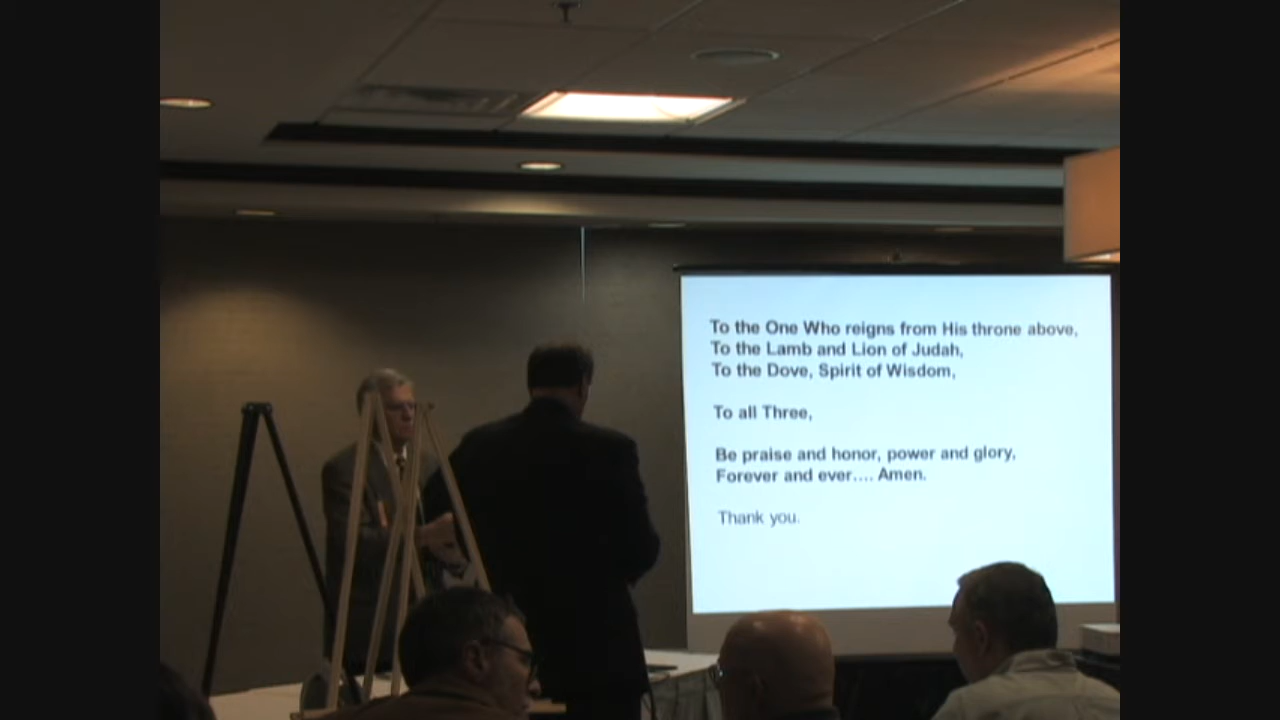 To the One Who reigns from His throne above,
To the Lamb and Lion of Judah,
To the Dove, Spirit of Wisdom,
To all Three,
Be praise and honor, power and glory,
Forever and ever.... Amen.
Thank you.